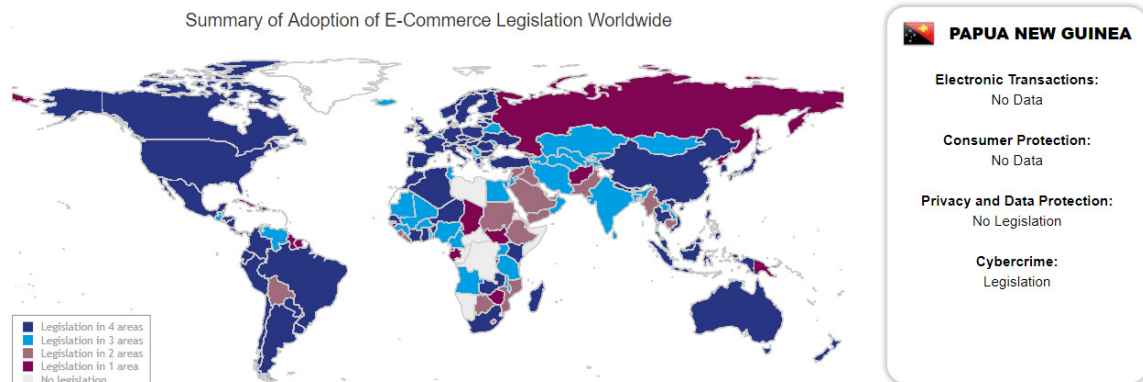 Summary of Adoption of E-Commerce Legislation Worldwide
Legislation in 4 areas
Legislation in 3 areas
Legislation in 2 areas
Legislation in 1 area
No legislation
PAPUA NEW GUINEA
Electronic Transactions:
No Data
Consumer Protection:
No Data
Privacy and Data Protection:
No Legislation
Cybercrime:
Legislation